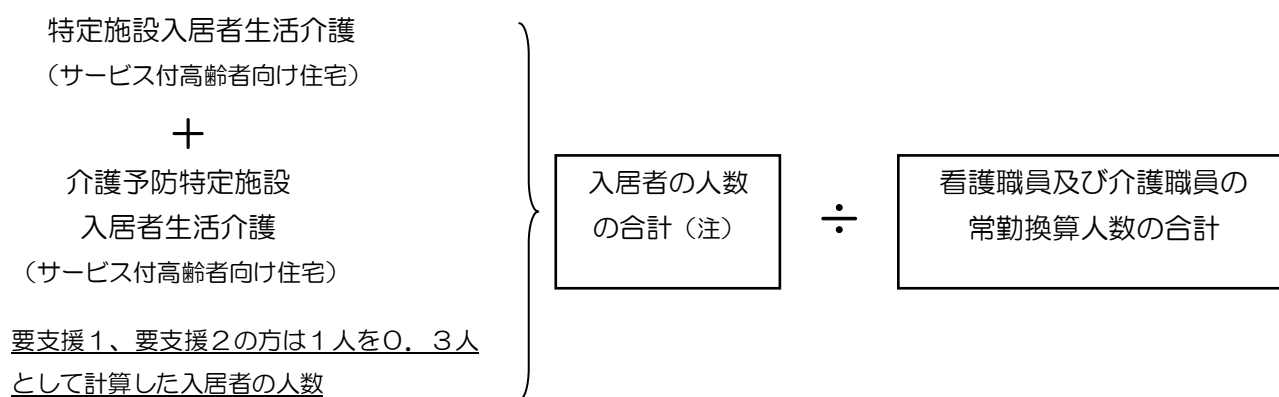 特定施設入居者生活介護
(サービス付高齢者向け住宅)
+
介護予防特定施設
入居者生活介護
(サービス付高齢者向け住宅)
要支援1、要支援2の方は1人を0.3人
として計算した入居者の人数
入居者の人数
の合計(注)
÷
看護職員及び介護職員の
常勤換算人数の合計